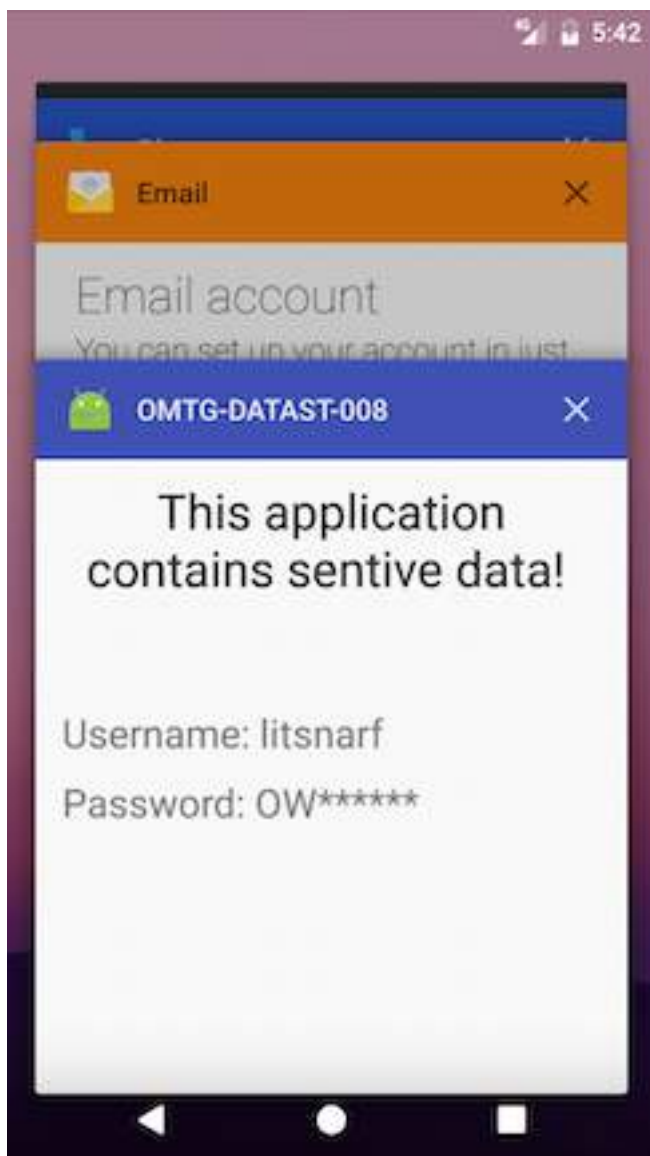 4G 5:42
Email
Email account
You can set up your account in just
OMTG-DATAST-008
This application
contains sentive data!
Username: litsnarf
Password: OW******